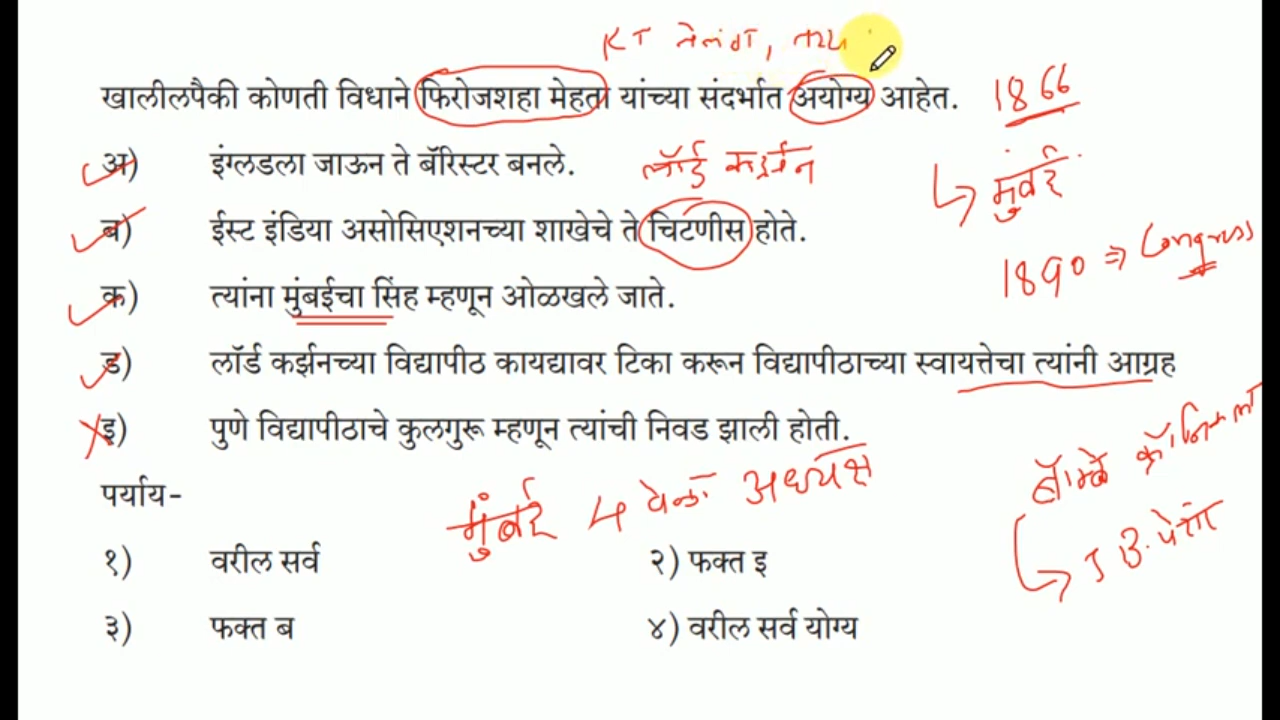 KT तेलंग,
खालीलपैकी कोणती विधाने फिरोजशहा मेहता यांच्या संदर्भात अयोग्य आहेत. 1866
अ) इंग्लडला जाऊन ते बॅरिस्टर बनले. लॉर्ड कर्झन
मुंबई
ब) ईस्ट इंडिया असोसिएशनच्या शाखेचे ते चिटणीस होते.
1890 ⇒ Congress
क) त्यांना मुंबईचा सिंह म्हणून ओळखले जाते.
ड) लॉर्ड कर्झनच्या विद्यापीठ कायद्यावर टिका करून विद्यापीठाच्या स्वायत्तेचा त्यांनी आग्रह
इ) पुणे विद्यापीठाचे कुलगुरू म्हणून त्यांची निवड झाली होती.
बॉम्बे क्रॉनिकल
पर्याय-
मुंबई 4 वेळा अध्यक्ष
१) वरील सर्व २) फक्त इ
३) फक्त ब ४) वरील सर्व योग्य